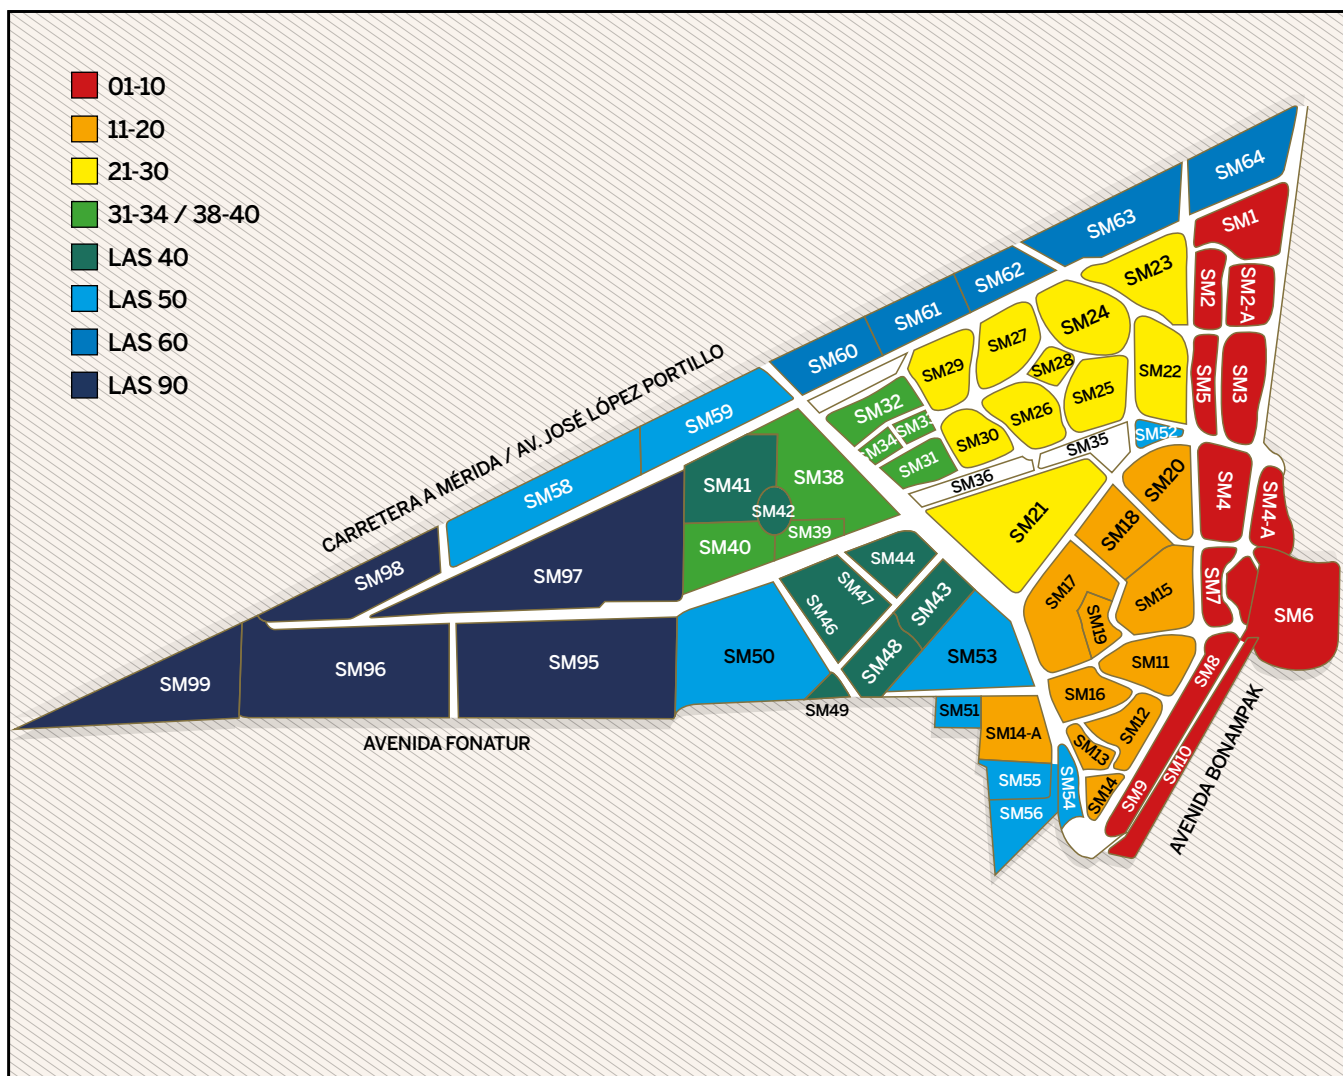 01-10
11-20
21-30
31-34 / 38-40
LAS 40
LAS 50
LAS 60
LAS 90
CARRETERA A MÉRIDA / AV. JOSÉ LÓPEZ PORTILLO
AVENIDA FONATUR
AVENIDA BONAMPAK
SM64
SM1
SM63
SM23
SM2
SM2-A
SM62
SM61
SM60
SM24
SM27
SM28
SM29
SM22
SM5
SM3
SM25
SM26
SM30
SM32
SM33
SM34
SM31
SM52
SM35
SM36
SM59
SM58
SM41
SM38
SM42
SM39
SM40
SM20
SM4
SM4-A
SM21
SM18
SM98
SM97
SM44
SM47
SM46
SM43
SM48
SM17
SM19
SM15
SM7
SM6
SM99
SM96
SM95
SM50
SM53
SM49
SM11
SM8
SM16
SM12
SM51
SM14-A
SM13
SM10
SM9
SM14
SM54
SM55
SM56